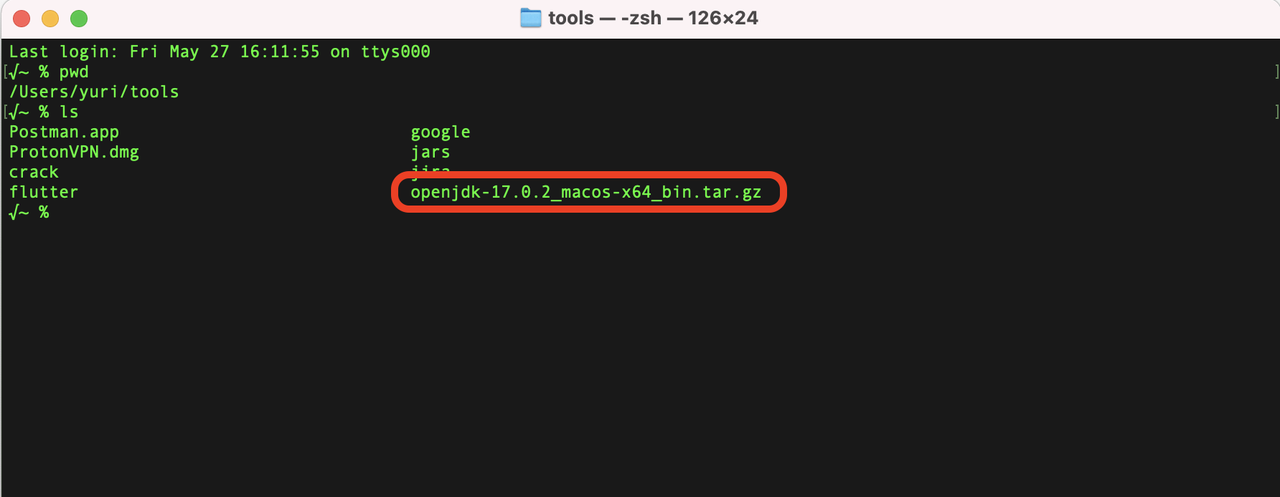 tools — -zsh — 126×24
Last login: Fri May 27 16:11:55 on ttys000
[√~ % pwd ]
/Users/yuri/tools
[√~ % ls ]
Postman.app google
ProtonVPN.dmg jars
crack jira
flutter openjdk-17.0.2_macos-x64_bin.tar.gz
√~ %